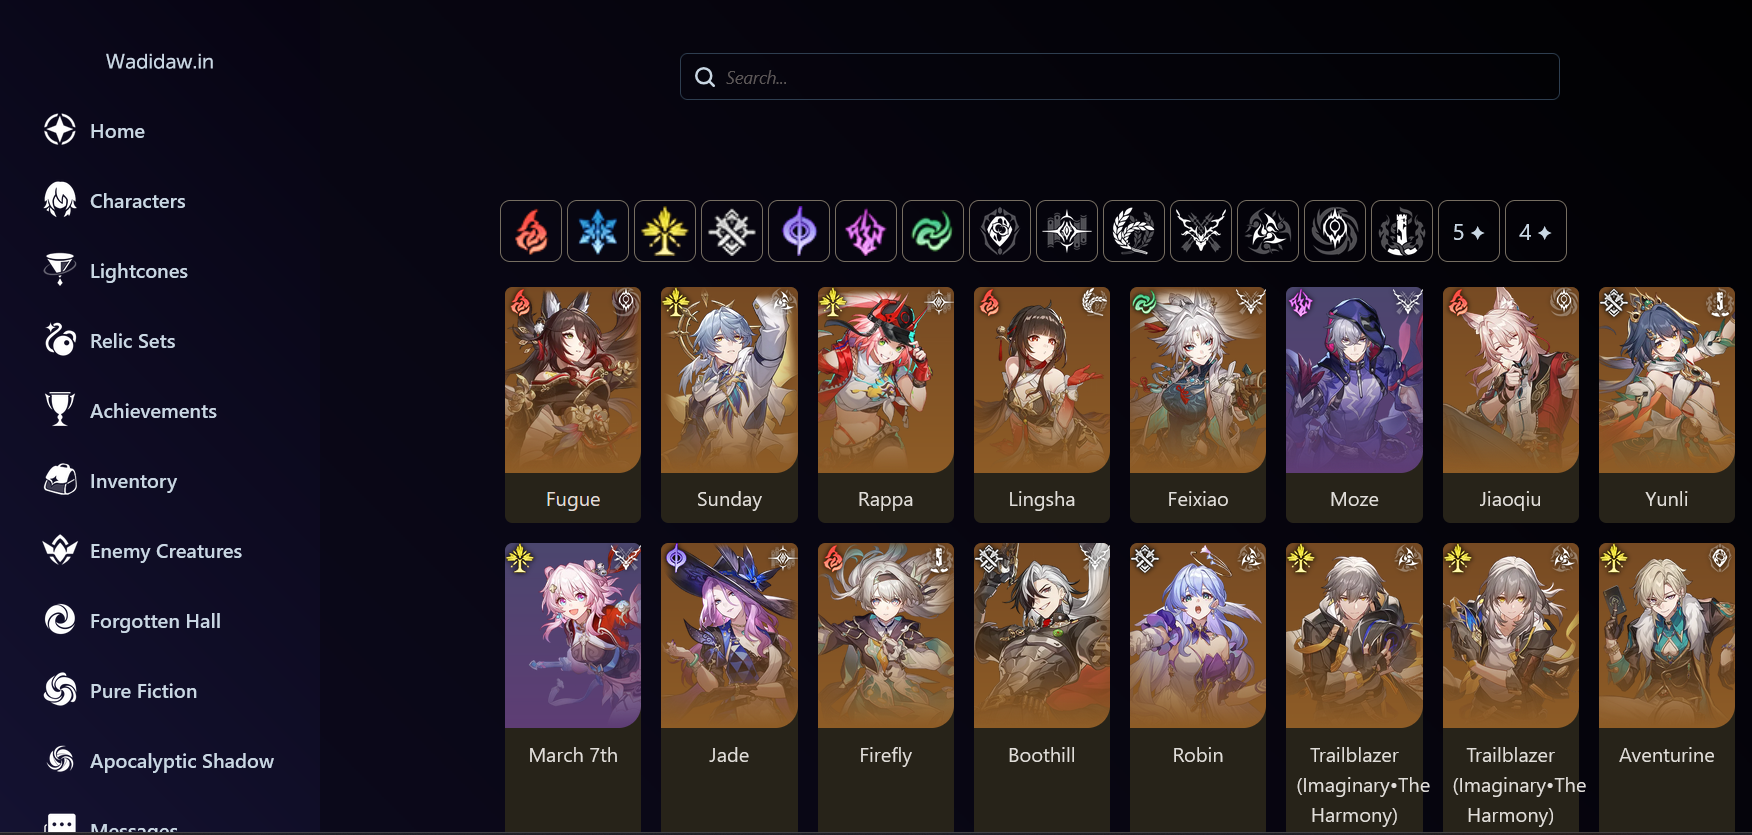 Wadidaw.in
Search...
Home
Characters
Lightcones
Relic Sets
Achievements
Inventory
Enemy Creatures
Forgotten Hall
Pure Fiction
Apocalyptic Shadow
Messages
5 ✦
4 ✦
Fugue
Sunday
Rappa
Lingsha
Feixiao
Moze
Jiaoqiu
Yunli
March 7th
Jade
Firefly
Boothill
Robin
Trailblazer
(Imaginary•The
Harmony)
Trailblazer
(Imaginary•The
Harmony)
Aventurine